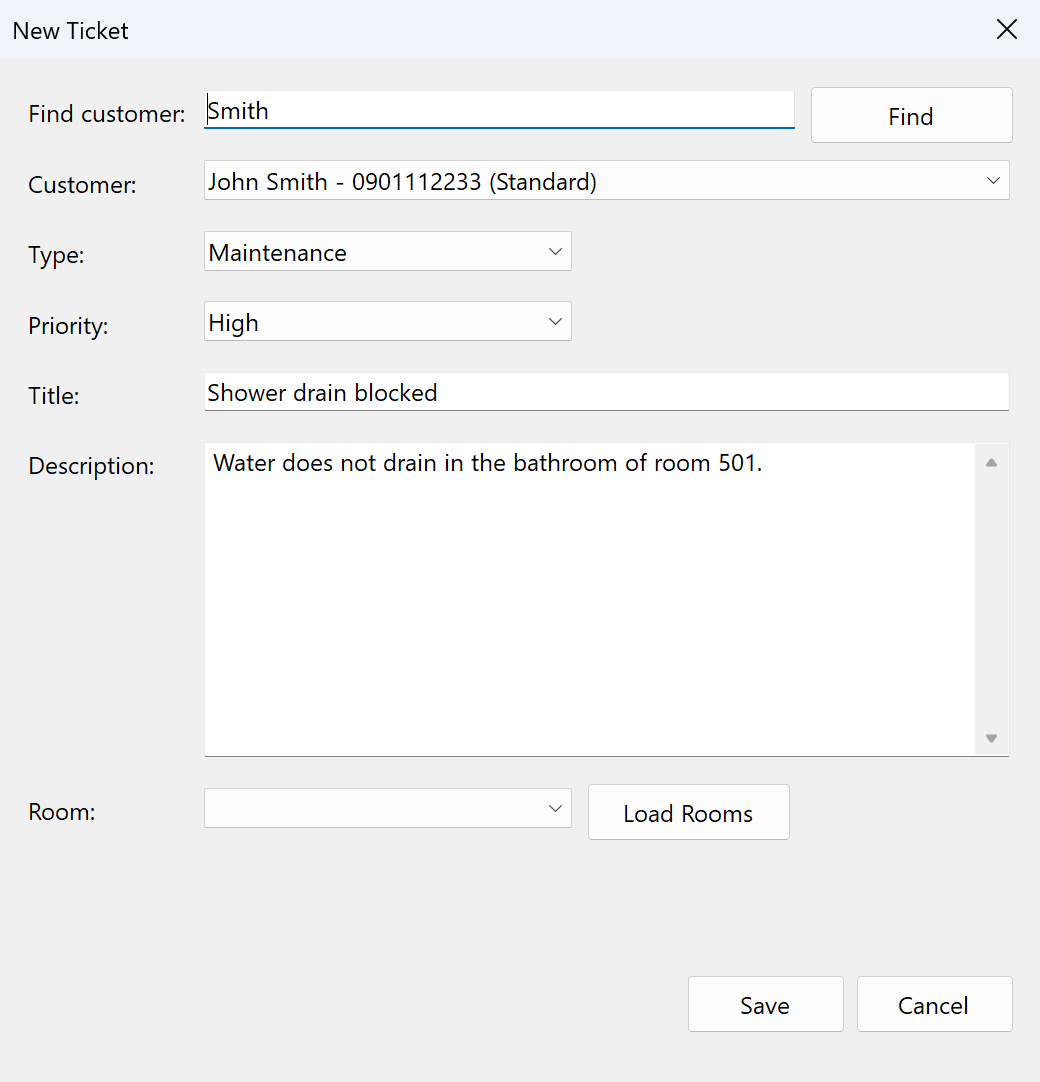 New Ticket
Find customer: Smith Find
Customer: John Smith - 0901112233 (Standard)
Type: Maintenance
Priority: High
Title: Shower drain blocked
Description: Water does not drain in the bathroom of room 501.
Room: Load Rooms
Save Cancel